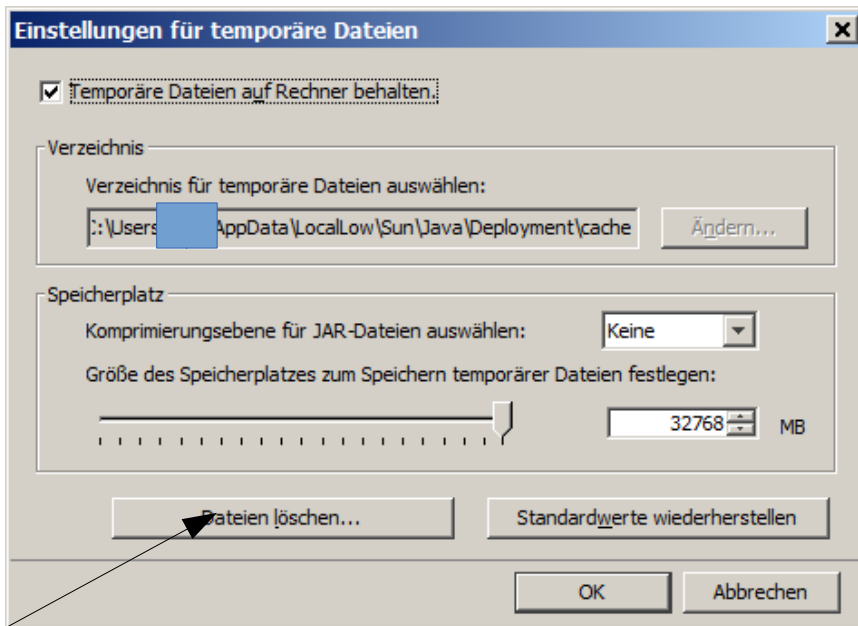 Einstellungen für temporäre Dateien
Temporäre Dateien auf Rechner behalten.
Verzeichnis
Verzeichnis für temporäre Dateien auswählen:
:\Users AppData\LocalLow\Sun\Java\Deployment\cache
Ändern...
Speicherplatz
Komprimierungsebene für JAR-Dateien auswählen:
Keine
Größe des Speicherplatzes zum Speichern temporärer Dateien festlegen:
32768 MB
Dateien löschen...
Standardwerte wiederherstellen
OK
Abbrechen